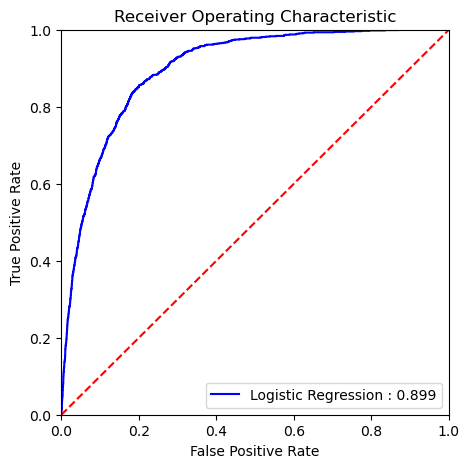 Receiver Operating Characteristic
True Positive Rate
1.0
0.8
0.6
0.4
0.2
0.0
Logistic Regression : 0.899
0.0 0.2 0.4 0.6 0.8 1.0
False Positive Rate